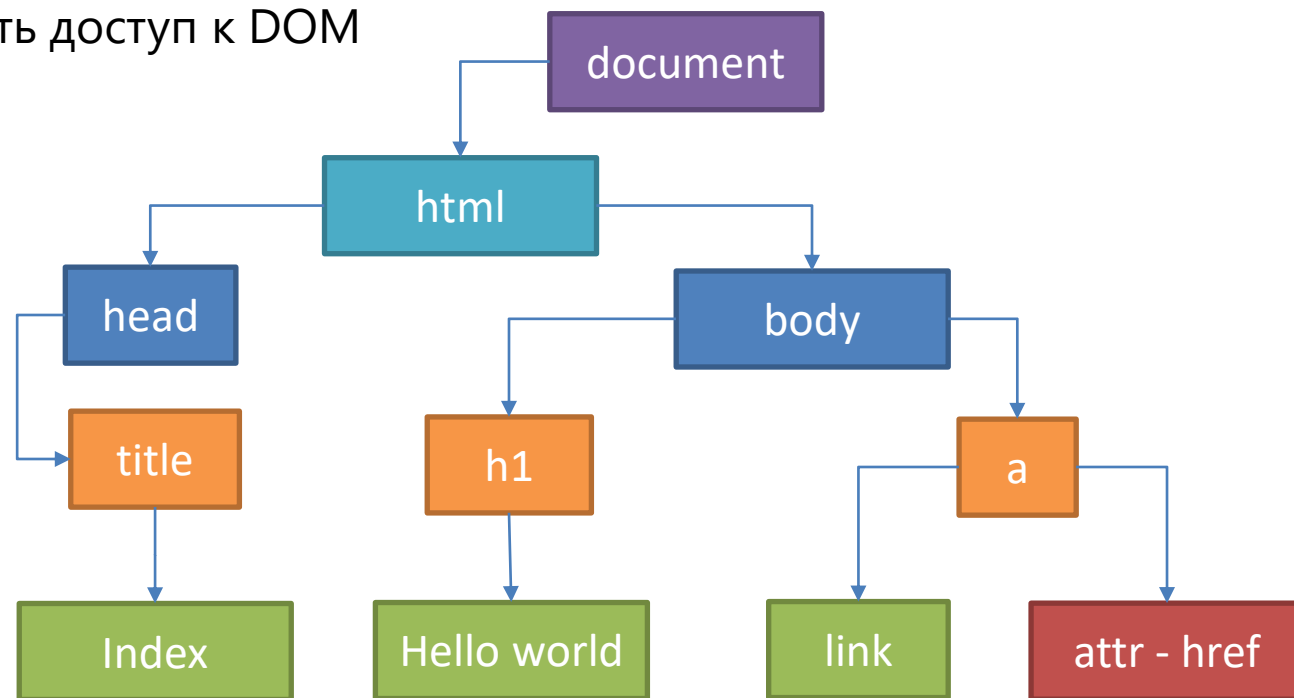 ть доступ к DOM
document
html
head
body
title
h1
a
Index
Hello world
link
attr - href